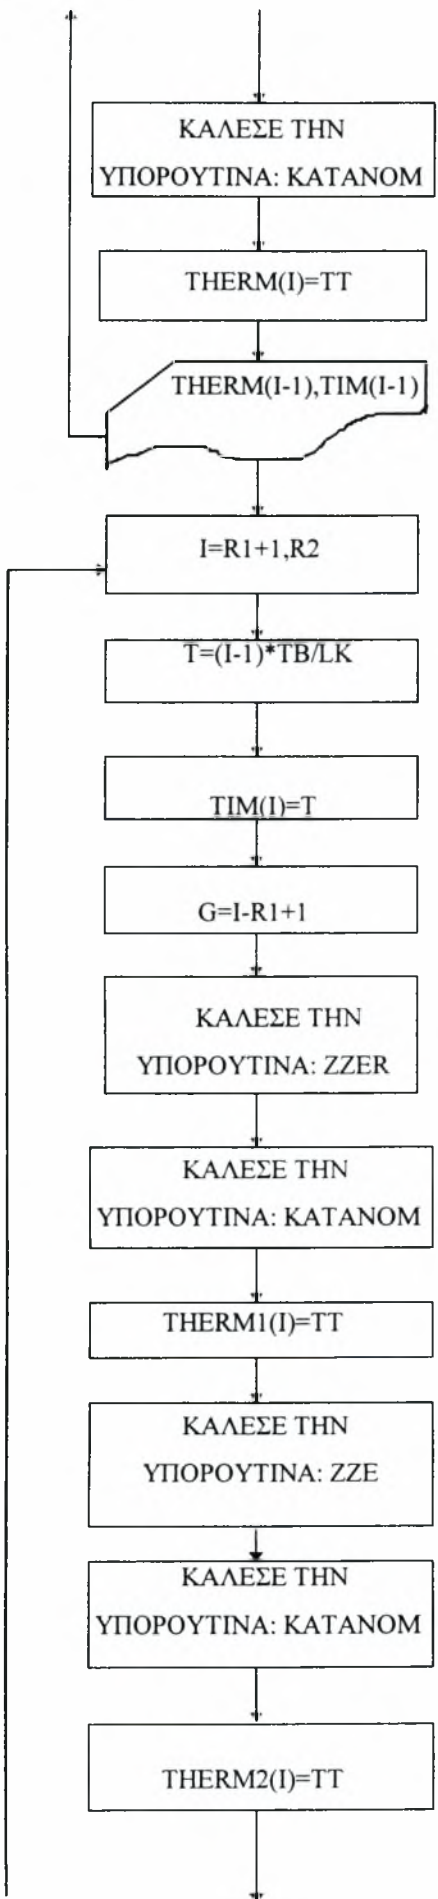 ΚΑΛΕΣΕ ΤΗΝ
ΥΠΟΡΟΥΤΙΝΑ: ΚΑΤΑΝΟΜ
THERM(I)=TT
THERM(I-1),TIM(I-1)
I=R1+1,R2
T=(I-1)*TB/LK
TIM(I)=T
G=I-R1+1
ΚΑΛΕΣΕ ΤΗΝ
ΥΠΟΡΟΥΤΙΝΑ: ZZER
ΚΑΛΕΣΕ ΤΗΝ
ΥΠΟΡΟΥΤΙΝΑ: ΚΑΤΑΝΟΜ
THERM1(I)=TT
ΚΑΛΕΣΕ ΤΗΝ
ΥΠΟΡΟΥΤΙΝΑ: ZZE
ΚΑΛΕΣΕ ΤΗΝ
ΥΠΟΡΟΥΤΙΝΑ: ΚΑΤΑΝΟΜ
THERM2(I)=TT